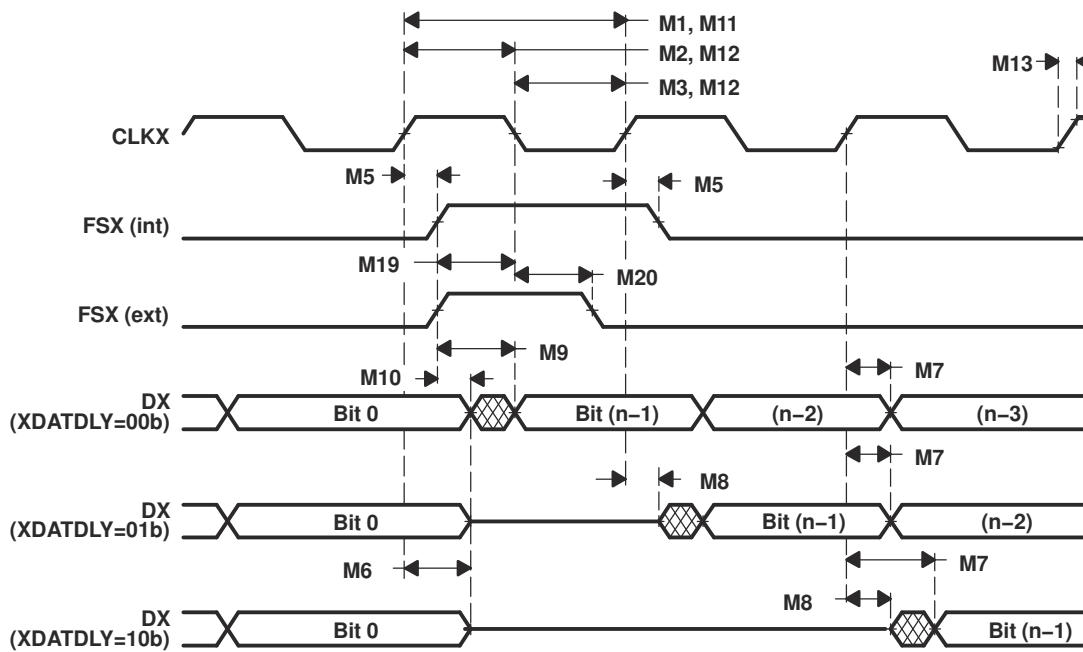 M1, M11
M2, M12
M13
M3, M12
CLKX
M5
M5
FSX (int)
M19
M20
FSX (ext)
M9
M10
M7
DX
(XDATDLY=00b)
Bit 0
Bit (n−1)
(n−2)
(n−3)
M7
M8
DX
(XDATDLY=01b)
Bit 0
Bit (n−1)
(n−2)
M6
M7
M8
DX
(XDATDLY=10b)
Bit 0
Bit (n−1)